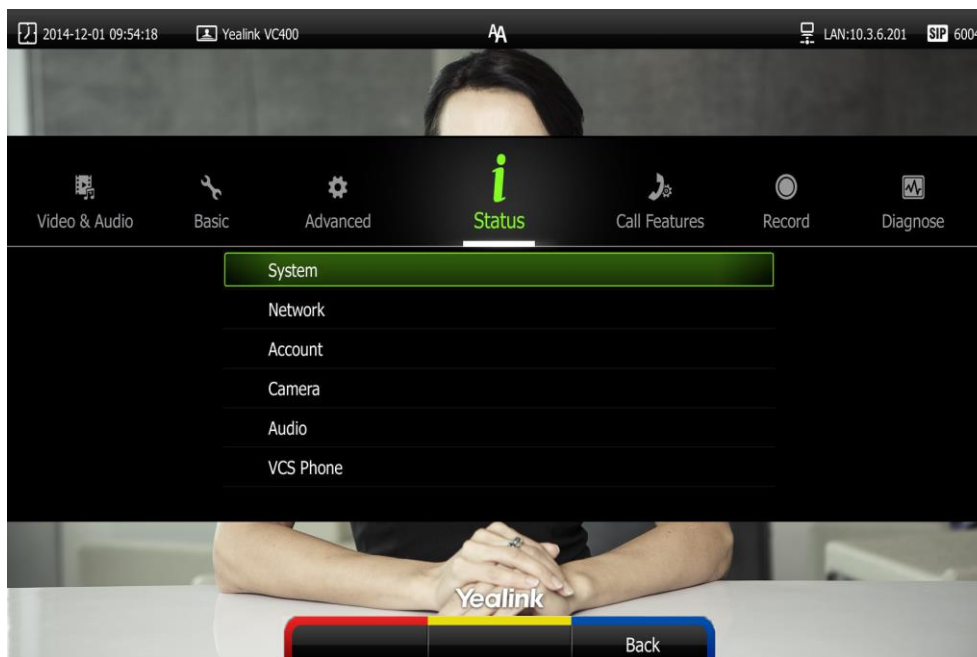 2014-12-01 09:54:18 Yealink VC400 AA LAN:10.3.6.201 SIP 6004
Video & Audio Basic Advanced Status Call Features Record Diagnose
System
Network
Account
Camera
Audio
VCS Phone
Yealink
Back